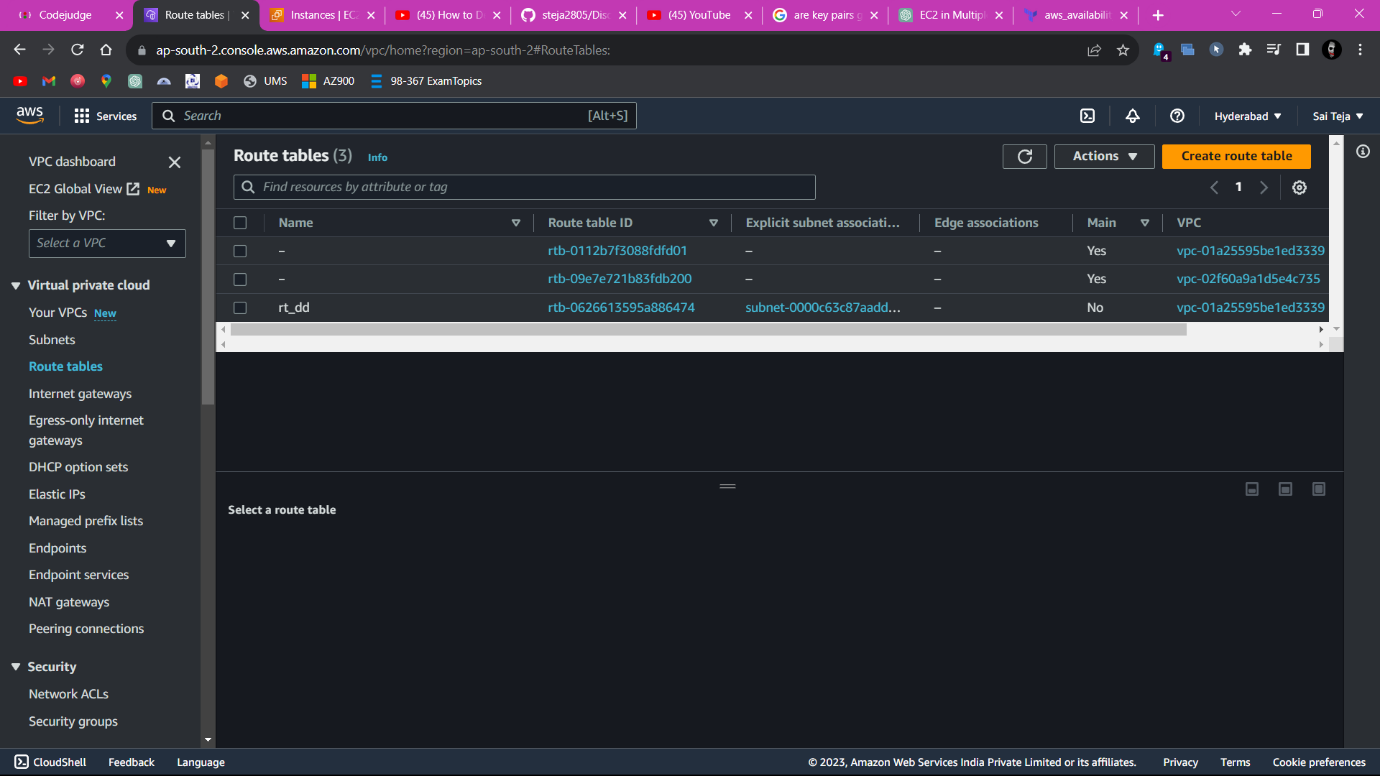 Codejudge
Route tables |
Instances | EC
(45) How to D
steja2805/Disc
(45) YouTube
are key pairs g
EC2 in Multipl
aws_availabilit
ap-south-2.console.aws.amazon.com/vpc/home?region=ap-south-2#RouteTables:
4
UMS
AZ900
98-367 ExamTopics
aws
Services
Search
[Alt+S]
Hyderabad
Sai Teja
VPC dashboard
EC2 Global View New
Filter by VPC:
Select a VPC
Virtual private cloud
Your VPCs New
Subnets
Route tables
Internet gateways
Egress-only internet
gateways
DHCP option sets
Elastic IPs
Managed prefix lists
Endpoints
Endpoint services
NAT gateways
Peering connections
Security
Network ACLs
Security groups
Route tables (3) Info
Actions
Create route table
Find resources by attribute or tag
1
Name Route table ID Explicit subnet associati... Edge associations Main VPC
– rtb-0112b7f3088fdfd01 – – Yes vpc-01a25595be1ed3339
– rtb-09e7e721b83fdb200 – – Yes vpc-02f60a9a1d5e4c735
rt_dd rtb-0626613595a886474 subnet-0000c63c87aadd... – No vpc-01a25595be1ed3339
Select a route table
CloudShell Feedback Language
© 2023, Amazon Web Services India Private Limited or its affiliates. Privacy Terms Cookie preferences